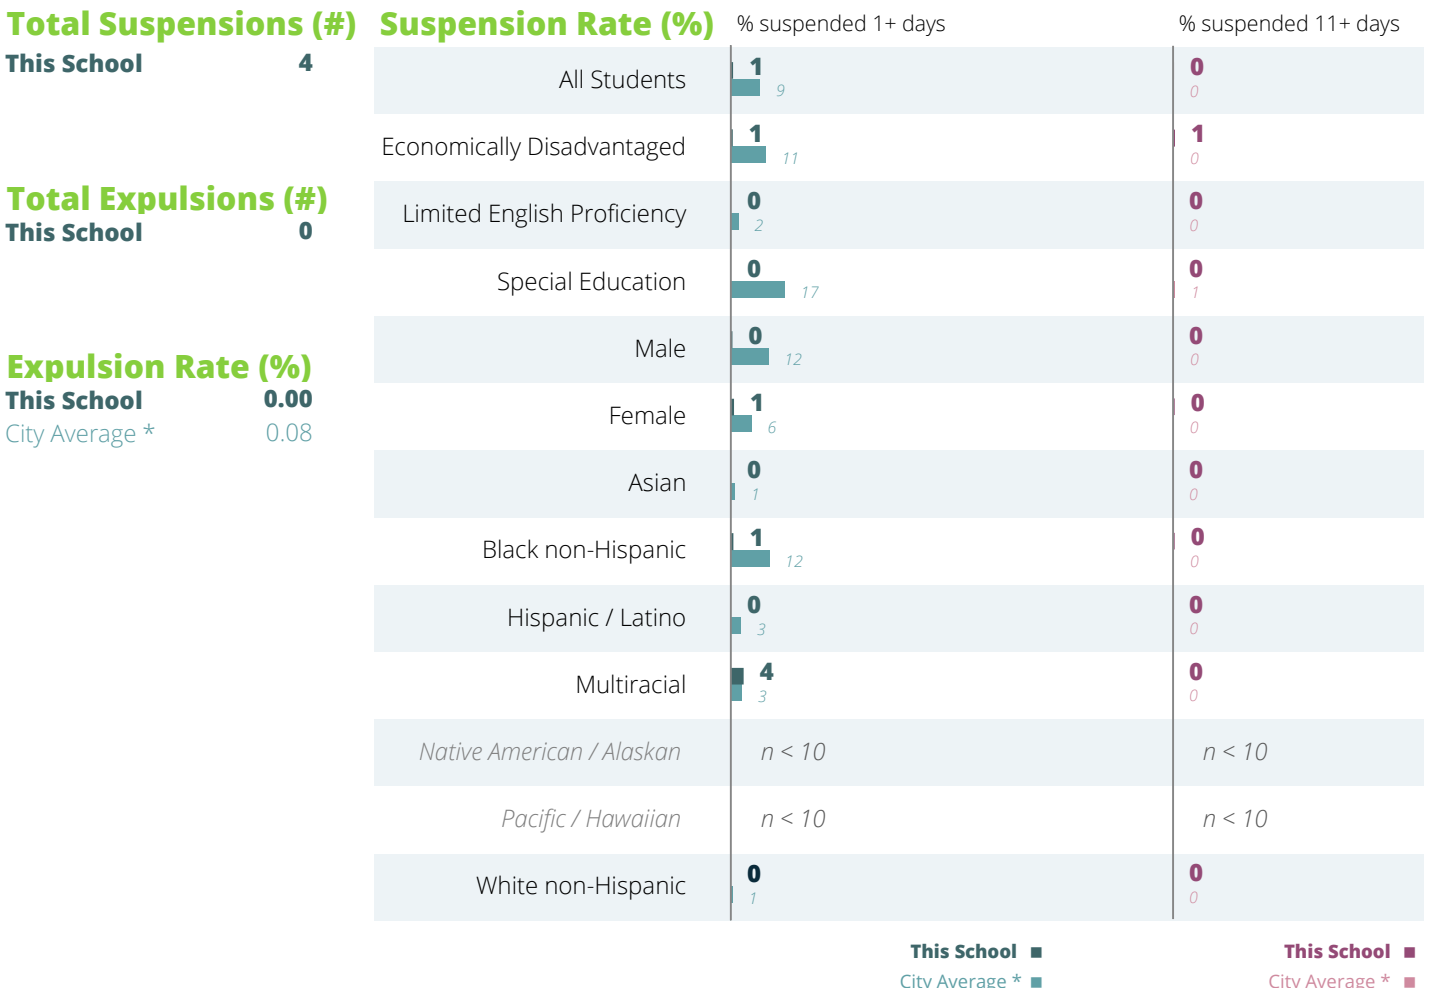 Total Suspensions (#)
This School 4
Total Expulsions (#)
This School 0
Expulsion Rate (%)
This School 0.00
City Average * 0.08
Suspension Rate (%) % suspended 1+ days % suspended 11+ days
All Students 1 0
9 0
Economically Disadvantaged 1 1
11 0
Limited English Proficiency 0 0
2 0
Special Education 0 0
17 1
Male 0 0
12 0
Female 1 0
6 0
Asian 0 0
1 0
Black non-Hispanic 1 0
12 0
Hispanic / Latino 0 0
3 0
Multiracial 4 0
3 0
Native American / Alaskan n < 10 n < 10
Pacific / Hawaiian n < 10 n < 10
White non-Hispanic 0 0
1 0
This School This School
City Average * City Average *